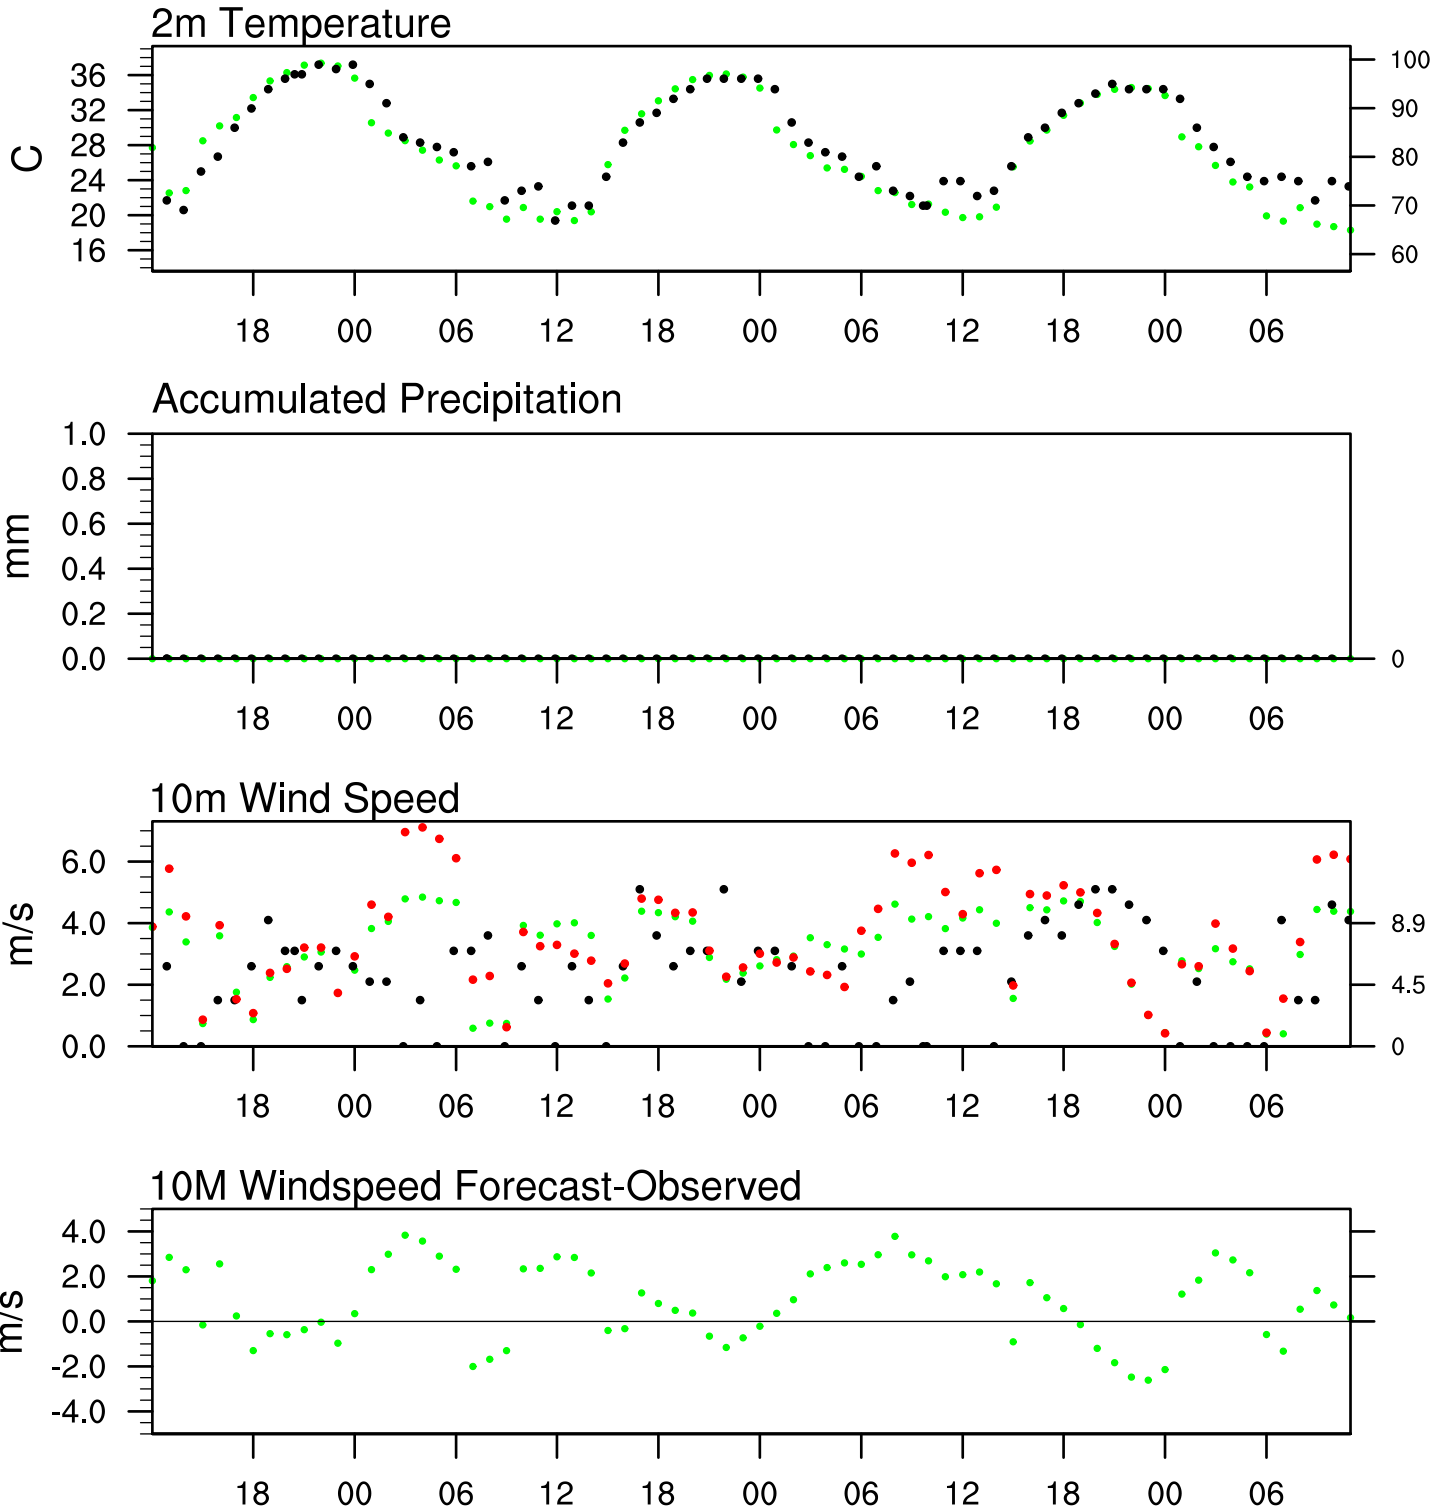 2m Temperature
C
36
32
28
24
20
16
100
90
80
70
60
18 00 06 12 18 00 06 12 18 00 06
Accumulated Precipitation
mm
1.0
0.8
0.6
0.4
0.2
0.0
0
18 00 06 12 18 00 06 12 18 00 06
10m Wind Speed
m/s
6.0
4.0
2.0
0.0
8.9
4.5
0
18 00 06 12 18 00 06 12 18 00 06
10M Windspeed Forecast-Observed
m/s
4.0
2.0
0.0
-2.0
-4.0
18 00 06 12 18 00 06 12 18 00 06